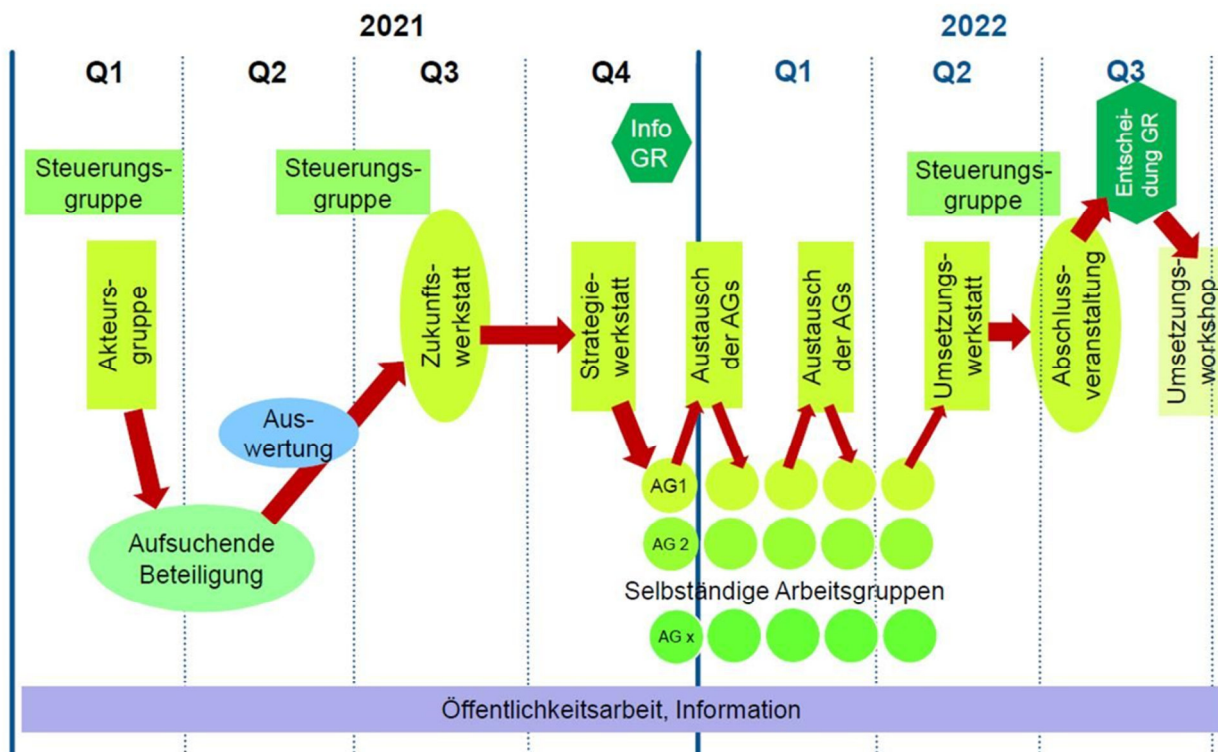 2021
2022
Q1
Q2
Q3
Q4
Q1
Q2
Q3
Info
GR
Entschei-
dung GR
Steuerungs-
gruppe
Steuerungs-
gruppe
Steuerungs-
gruppe
Akteurs-
gruppe
Zukunfts-
werkstatt
Strategie-
werkstatt
Austausch
der AGs
Austausch
der AGs
Umsetzungs-
werkstatt
Abschluss-
veranstaltung
Umsetzungs-
workshop
Aus-
wertung
Aufsuchende
Beteiligung
AG1
AG 2
Selbständige Arbeitsgruppen
AG x
Öffentlichkeitsarbeit, Information